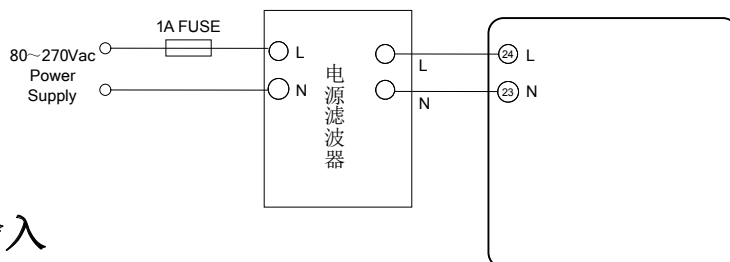 1A FUSE
80～270Vac
Power
Supply
L
N
电源滤波器
L
N
24 L
23 N
入